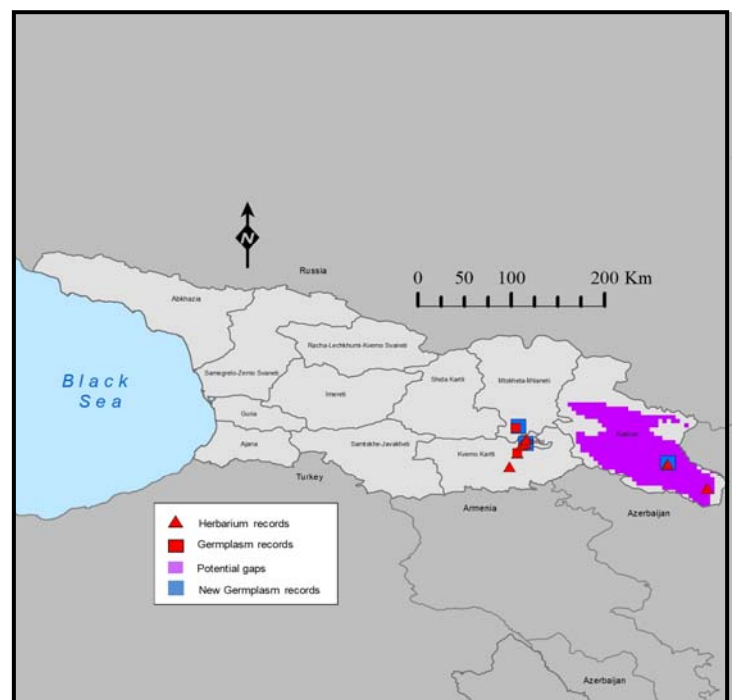 N
Russia
0 50 100 200 Km
Abkhazia
Racha-Lechkhumi-Kvemo Svaneti
Samegrelo-Zemo Svaneti
Shida Kartli
Mtskheta-Mtianeti
Imereti
Black
Sea
Guria
Ajaria
Samtskhe-Javakheti
Kvemo Kartli
Turkey
Armenia
Azerbaijan
Herbarium records
Germplasm records
Potential gaps
New Germplasm records
Azerbaijan